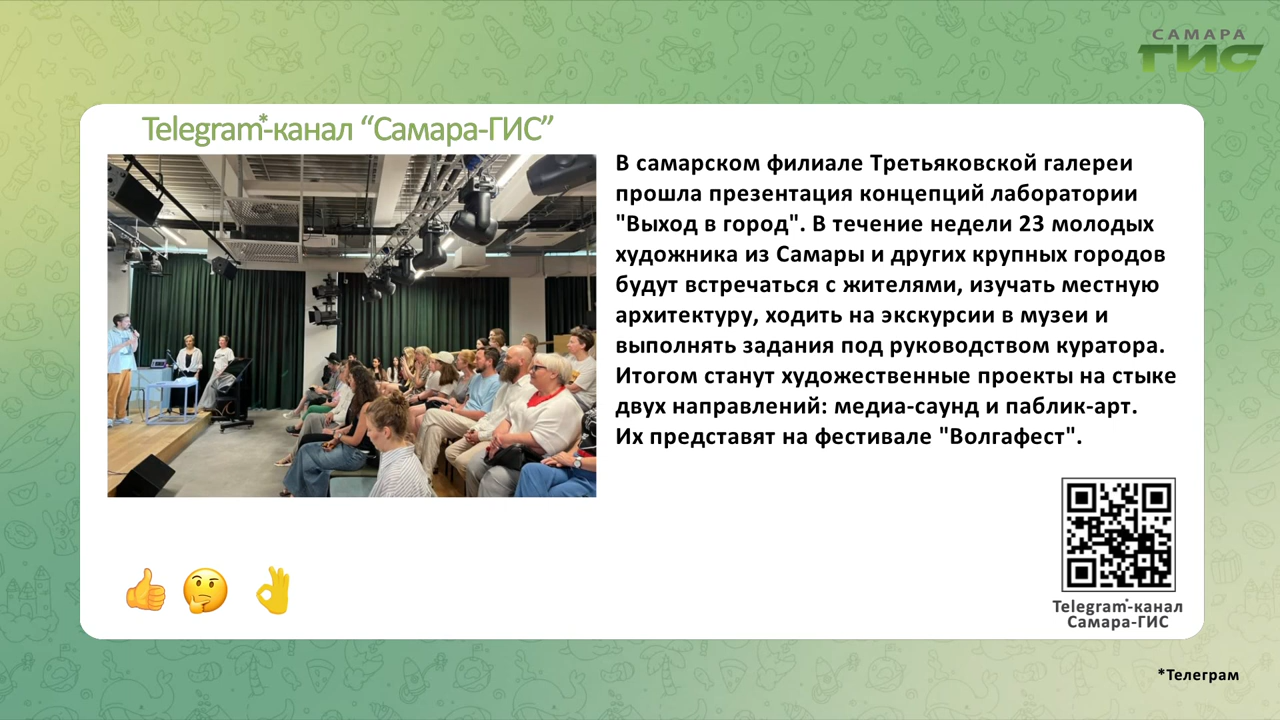 САМАРА
ГИС
Telegram*-канал “Самара-ГИС”
В самарском филиале Третьяковской галереи
прошла презентация концепций лаборатории
"Выход в город". В течение недели 23 молодых
художника из Самары и других крупных городов
будут встречаться с жителями, изучать местную
архитектуру, ходить на экскурсии в музеи и
выполнять задания под руководством куратора.
Итогом станут художественные проекты на стыке
двух направлений: медиа-саунд и паблик-арт.
Их представят на фестивале "Волгафест".
Telegram*-канал
Самара-ГИС
*Телеграм